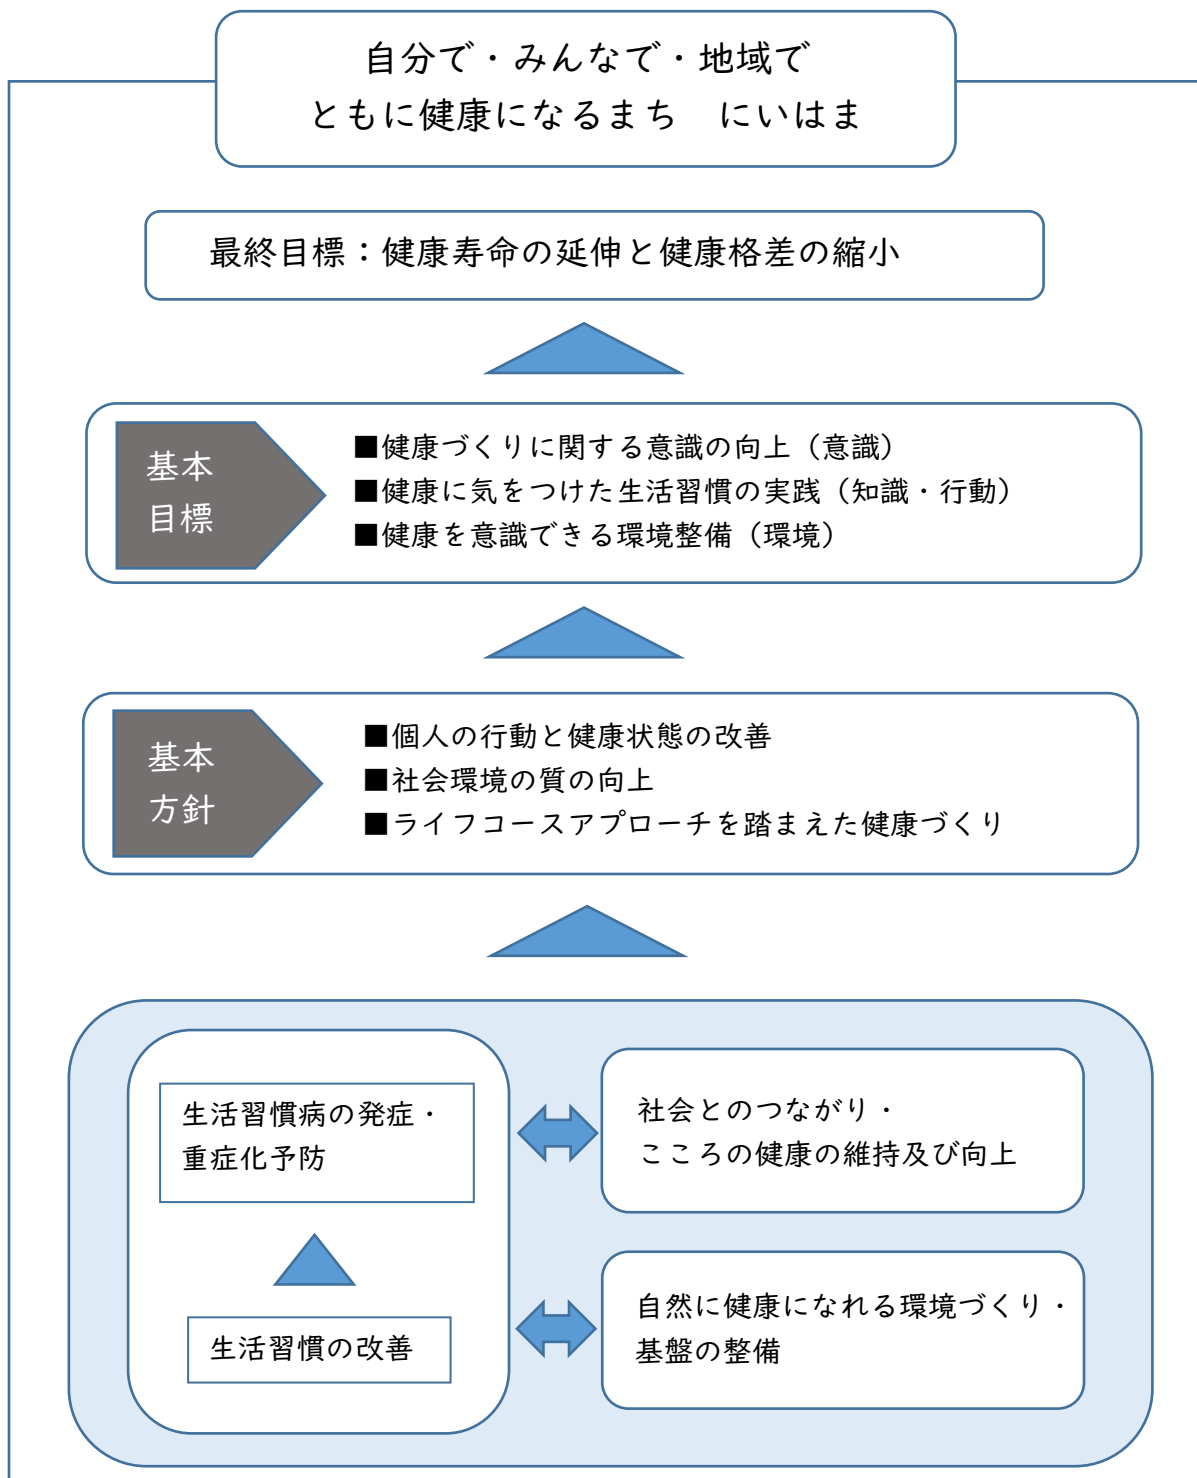 自分で・みんなで・地域で
ともに健康になるまち　にいはま
最終目標：健康寿命の延伸と健康格差の縮小
基本
目標
■健康づくりに関する意識の向上（意識）
■健康に気をつけた生活習慣の実践（知識・行動）
■健康を意識できる環境整備（環境）
基本
方針
■個人の行動と健康状態の改善
■社会環境の質の向上
■ライフコースアプローチを踏まえた健康づくり
生活習慣病の発症・
重症化予防
社会とのつながり・
こころの健康の維持及び向上
生活習慣の改善
自然に健康になれる環境づくり・
基盤の整備